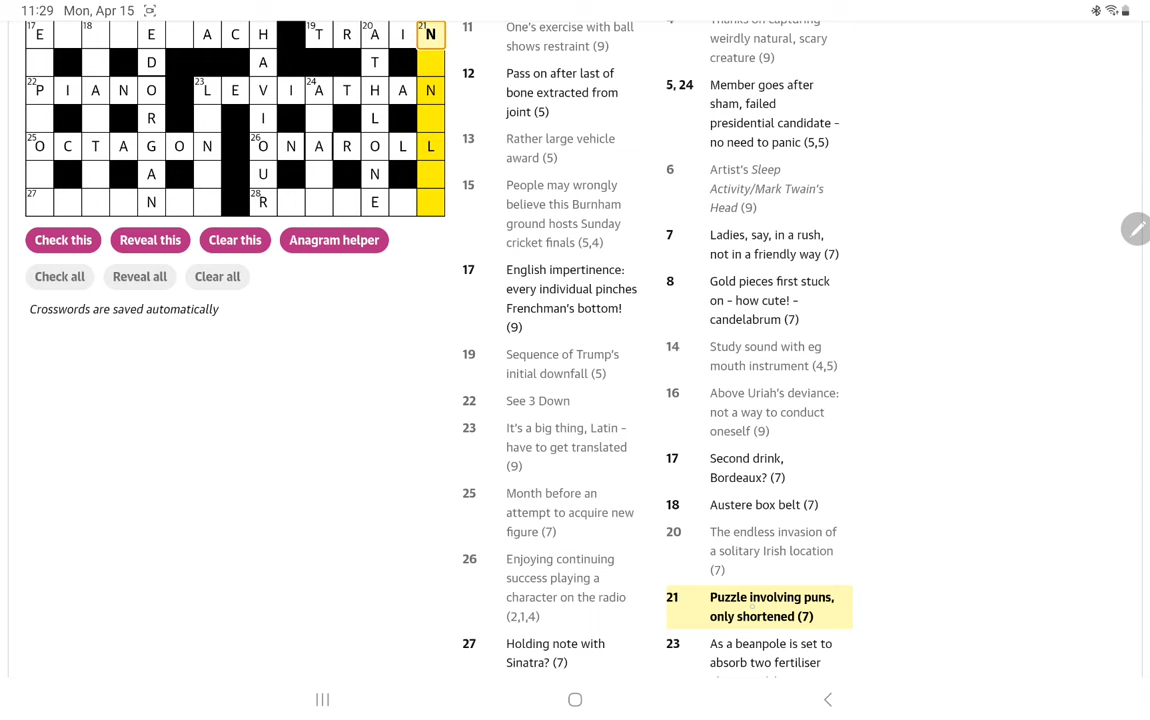 11:29 Mon, Apr 15
17 E 18 E A C H 19 T R 20 A I 21 N
D A T
22 P I A N O 23 L E V I 24 A T H A N
R I L
25 O C T A G O N 26 O N A R O L L
A U N
27 N 28 R E
Check this Reveal this Clear this Anagram helper
Check all Reveal all Clear all
Crosswords are saved automatically
11 One's exercise with ball
shows restraint (9)
12 Pass on after last of
bone extracted from
joint (5)
13 Rather large vehicle
award (5)
15 People may wrongly
believe this Burnham
ground hosts Sunday
cricket finals (5,4)
17 English impertinence:
every individual pinches
Frenchman's bottom!
(9)
19 Sequence of Trump's
initial downfall (5)
22 See 3 Down
23 It's a big thing, Latin –
have to get translated
(9)
25 Month before an
attempt to acquire new
figure (7)
26 Enjoying continuing
success playing a
character on the radio
(2,1,4)
27 Holding note with
Sinatra? (7)
4 Thanks on capturing
weirdly natural, scary
creature (9)
5, 24 Member goes after
sham, failed
presidential candidate –
no need to panic (5,5)
6 Artist's Sleep
Activity/Mark Twain's
Head (9)
7 Ladies, say, in a rush,
not in a friendly way (7)
8 Gold pieces first stuck
on – how cute! –
candelabrum (7)
14 Study sound with eg
mouth instrument (4,5)
16 Above Uriah's deviance:
not a way to conduct
oneself (9)
17 Second drink,
Bordeaux? (7)
18 Austere box belt (7)
20 The endless invasion of
a solitary Irish location
(7)
21 Puzzle involving puns,
only shortened (7)
23 As a beanpole is set to
absorb two fertiliser